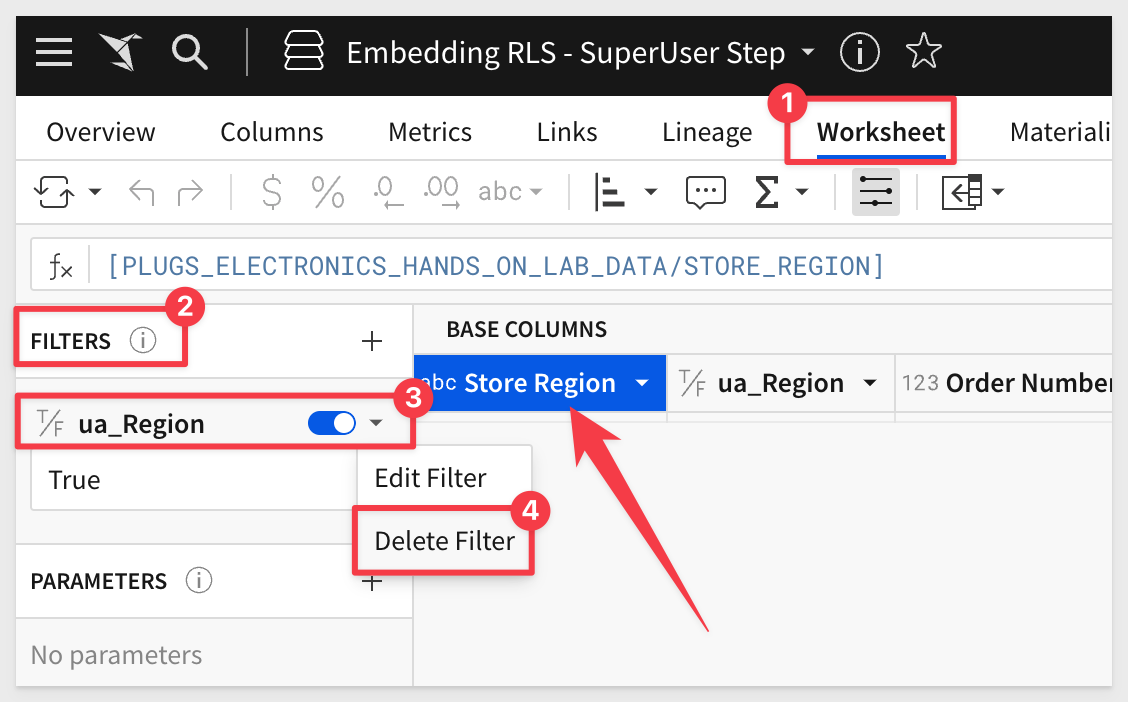 Embedding RLS - SuperUser Step
1
Overview Columns Metrics Links Lineage Worksheet Materiali
$ % .0 .00 abc Σ
fx [PLUGS_ELECTRONICS_HANDS_ON_LAB_DATA/STORE_REGION]
2
FILTERS i +
BASE COLUMNS
abc Store Region T/F ua_Region 123 Order Number
3
T/F ua_Region
True
Edit Filter
4
Delete Filter
PARAMETERS i +
No parameters